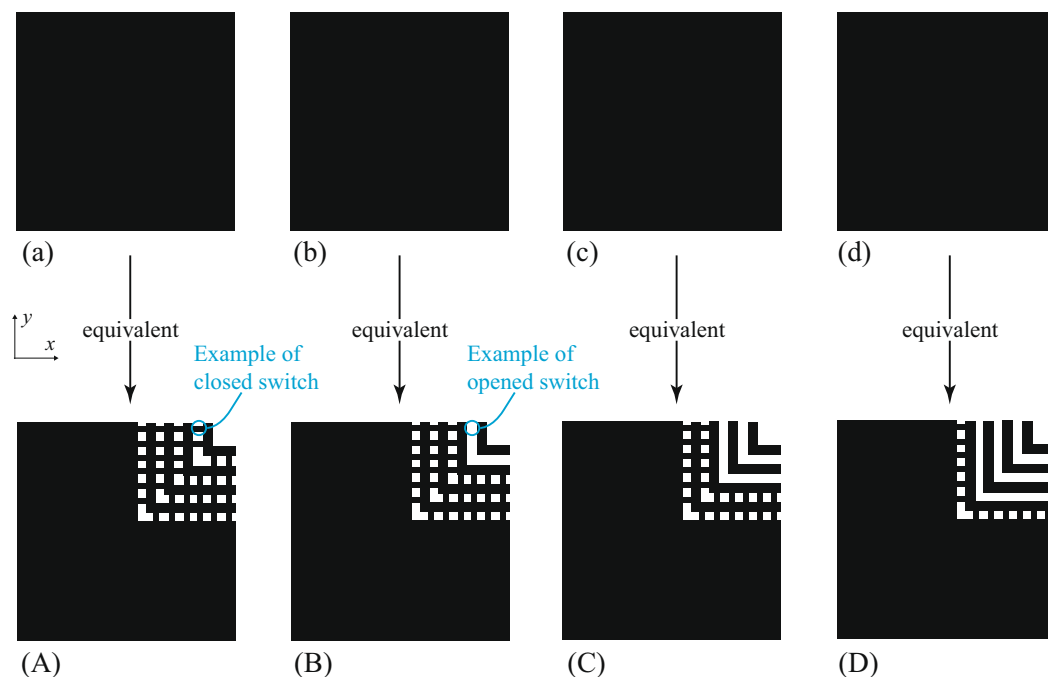 (a)
(b)
(c)
(d)
y
x
equivalent
equivalent
equivalent
equivalent
Example of
closed switch
Example of
opened switch
(A)
(B)
(C)
(D)